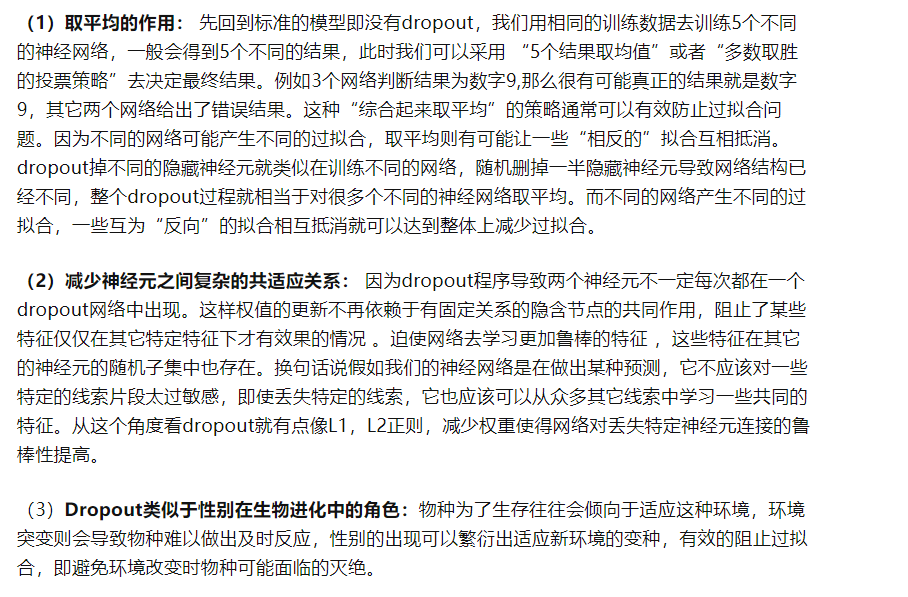 （1）取平均的作用： 先回到标准的模型即没有dropout，我们用相同的训练数据去训练5个不同
的神经网络，一般会得到5个不同的结果，此时我们可以采用 “5个结果取均值”或者“多数取胜
的投票策略”去决定最终结果。例如3个网络判断结果为数字9,那么很有可能真正的结果就是数字
9，其它两个网络给出了错误结果。这种“综合起来取平均”的策略通常可以有效防止过拟合问
题。因为不同的网络可能产生不同的过拟合，取平均则有可能让一些“相反的”拟合互相抵消。
dropout掉不同的隐藏神经元就类似在训练不同的网络，随机删掉一半隐藏神经元导致网络结构已
经不同，整个dropout过程就相当于对很多个不同的神经网络取平均。而不同的网络产生不同的过
拟合，一些互为“反向”的拟合相互抵消就可以达到整体上减少过拟合。
（2）减少神经元之间复杂的共适应关系： 因为dropout程序导致两个神经元不一定每次都在一个
dropout网络中出现。这样权值的更新不再依赖于有固定关系的隐含节点的共同作用，阻止了某些
特征仅仅在其它特定特征下才有效果的情况 。迫使网络去学习更加鲁棒的特征 ，这些特征在其它
的神经元的随机子集中也存在。换句话说假如我们的神经网络是在做出某种预测，它不应该对一些
特定的线索片段太过敏感，即使丢失特定的线索，它也应该可以从众多其它线索中学习一些共同的
特征。从这个角度看dropout就有点像L1，L2正则，减少权重使得网络对丢失特定神经元连接的鲁
棒性提高。
（3）Dropout类似于性别在生物进化中的角色：物种为了生存往往会倾向于适应这种环境，环境
突变则会导致物种难以做出及时反应，性别的出现可以繁衍出适应新环境的变种，有效的阻止过拟
合，即避免环境改变时物种可能面临的灭绝。